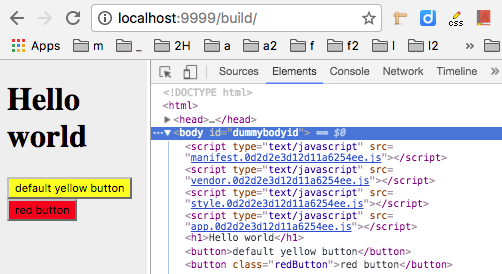 localhost:9999/build/
css
Apps m _ 2H a a2 f f2 l l2 »
Sources Elements Network »
<!DOCTYPE html>
<html>
<head>…</head>
<body id="dummybodyid"> == $0
<script type="text/javascript" src=
"manifest.0d2d2e3d12d11a6254ee.js"></script>
<script type="text/javascript" src=
"vendor.0d2d2e3d12d11a6254ee.js"></script>
<script type="text/javascript" src=
"style.0d2d2e3d12d11a6254ee.js"></script>
<script type="text/javascript" src=
"app.0d2d2e3d12d11a6254ee.js"></script>
<h1>Hello world</h1>
<button>default yellow button</button>
<button class="redButton">red button</button>
Hello
world
default yellow button
red button